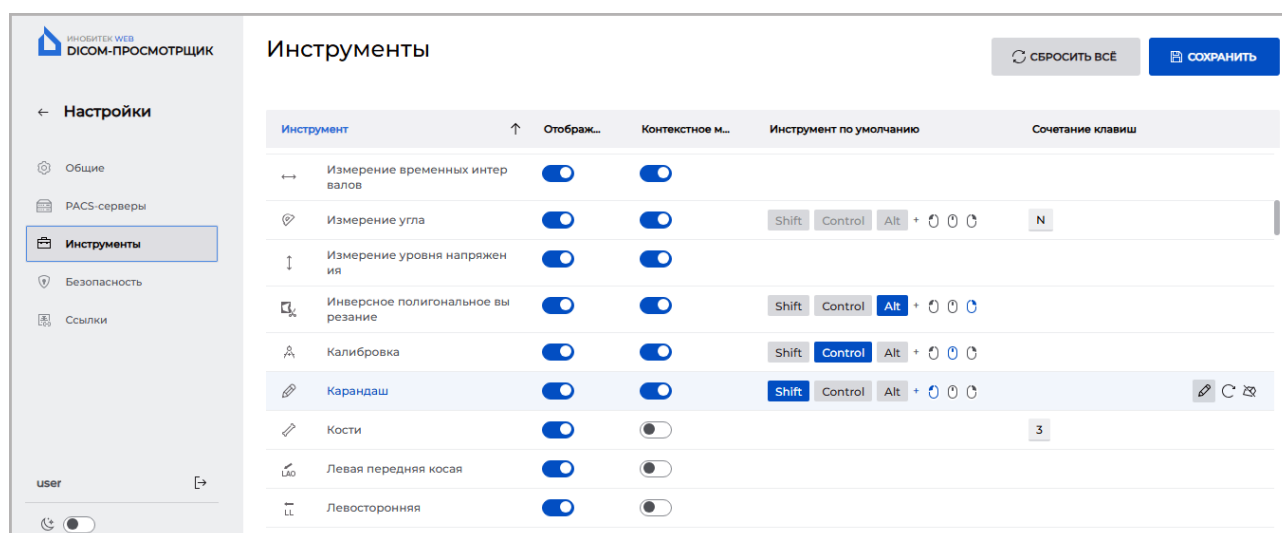 ИНОБИТЕК WEB
DICOM-ПРОСМОТРЩИК
Инструменты
СБРОСИТЬ ВСЁ
СОХРАНИТЬ
← Настройки
Общие
PACS-серверы
Инструменты
Безопасность
Ссылки
user
Инструмент ↑ Отображ... Контекстное м... Инструмент по умолчанию Сочетание клавиш
Измерение временных интер
валов
Измерение угла Shift Control Alt + N
Измерение уровня напряжен
ия
Инверсное полигональное вы
резание Shift Control Alt +
Калибровка Shift Control Alt +
Карандаш Shift Control Alt +
Кости 3
LAO Левая передняя косая
LL Левосторонняя